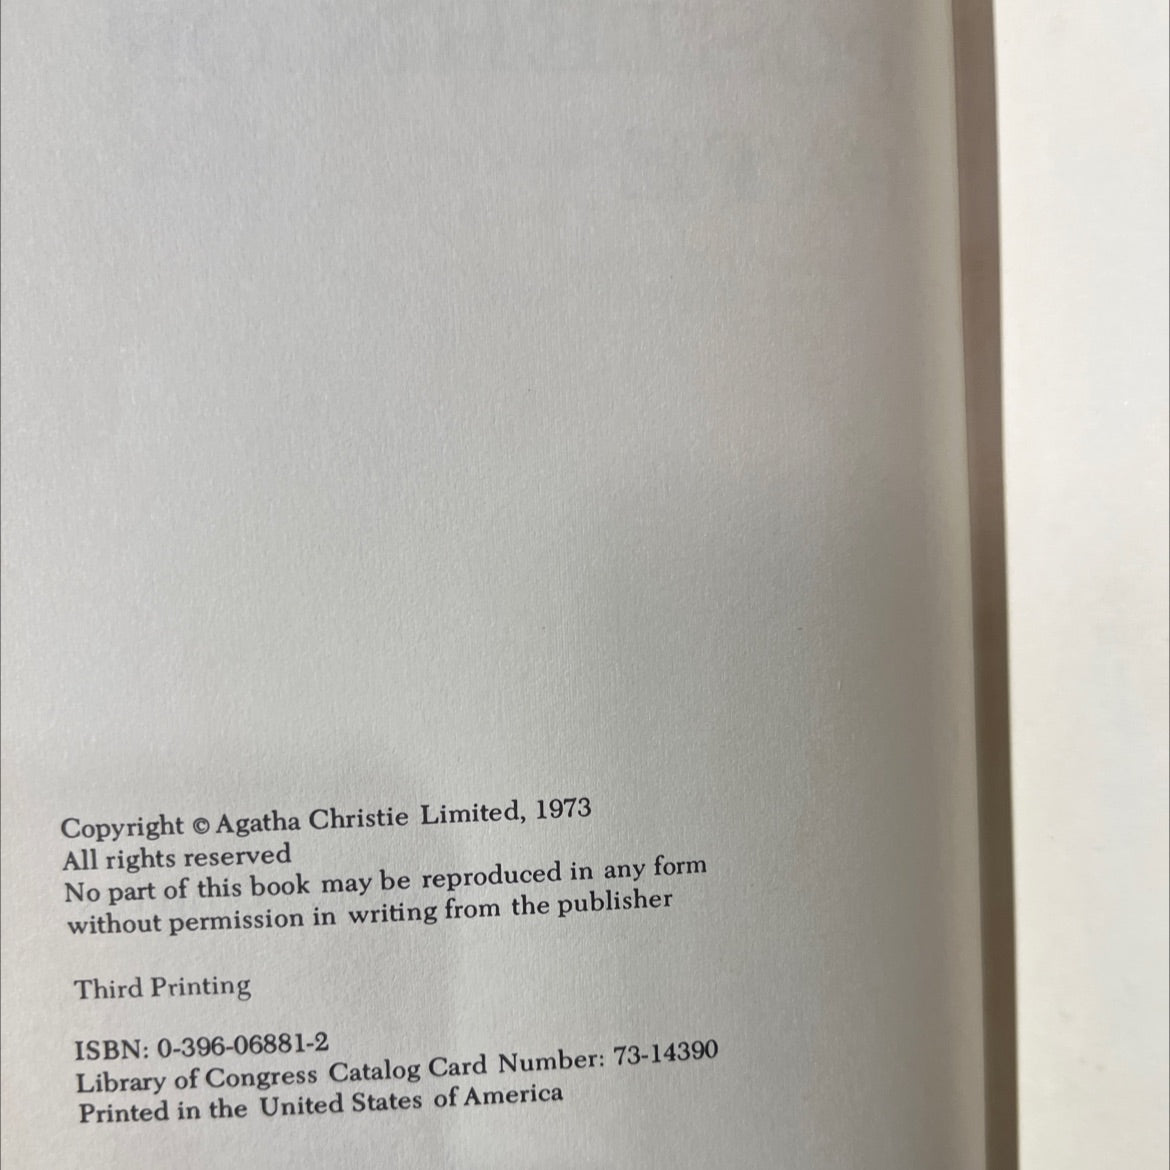 Copyright © Agatha Christie Limited, 1973
All rights reserved
No part of this book may be reproduced in any form
without permission in writing from the publisher
Third Printing
ISBN: 0-396-06881-2
Library of Congress Catalog Card Number: 73-14390
Printed in the United States of America